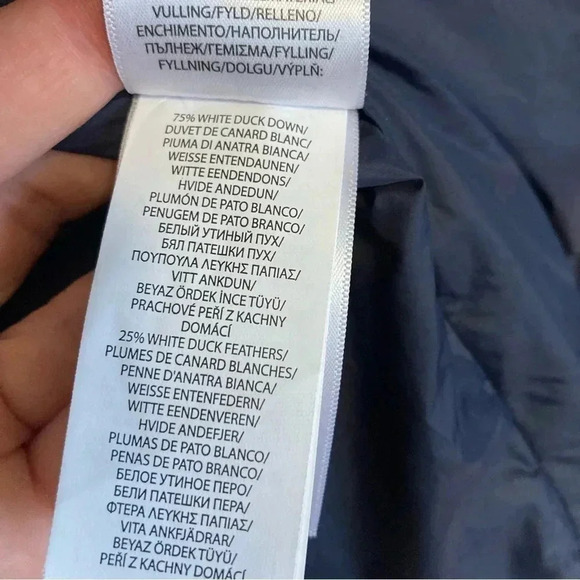 VULLING/FYLD/RELLENO/
ENCHIMENTO/НАПОЛНИТЕЛЬ/
ПЪЛНЕЖ/ΓΕΜΙΣΜΑ/FYLLING/
FYLLNING/DOLGU/VÝPLŇ:
75% WHITE DUCK DOWN/
DUVET DE CANARD BLANC/
PIUMA DI ANATRA BIANCA/
WEISSE ENTENDAUNEN/
WITTE EENDENDONS/
HVIDE ANDEDUN/
PLUMÓN DE PATO BLANCO/
PENUGEM DE PATO BRANCO/
БЕЛЫЙ УТИНЫЙ ПУХ/
БЯЛ ПАТЕШКИ ПУХ/
ΠΟΥΠΟΥΛΑ ΛΕΥΚΗΣ ΠΑΠΙΑΣ/
VITT ANKDUN/
BEYAZ ÖRDEK İNCE TÜYÜ/
PRACHOVÉ PEŘÍ Z KACHNY
DOMÁCÍ
25% WHITE DUCK FEATHERS/
PLUMES DE CANARD BLANCHES/
PENNE D'ANATRA BIANCA/
WEISSE ENTENFEDERN/
WITTE EENDENVEREN/
HVIDE ANDEFJER/
PLUMAS DE PATO BLANCO/
PENAS DE PATO BRANCO/
БЕЛОЕ УТИНОЕ ПЕРО/
БЕЛИ ПАТЕШКИ ПЕРА/
ΦΤΕΡΑ ΛΕΥΚΗΣ ΠΑΠΙΑΣ/
VITA ANKFJÄDRAR/
BEYAZ ÖRDEK TÜYÜ/
PEŘÍ Z KACHNY DOMÁCÍ